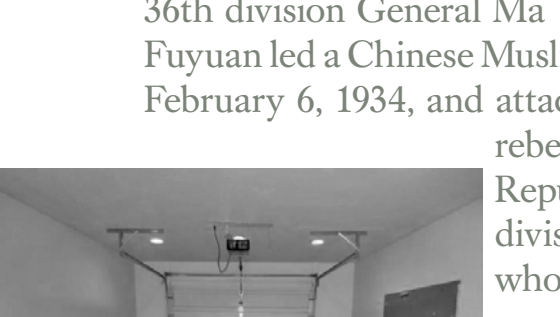 36th division General Ma
Fuyuan led a Chinese Musl
February 6, 1934, and attac
rebe
Repu
divis
who